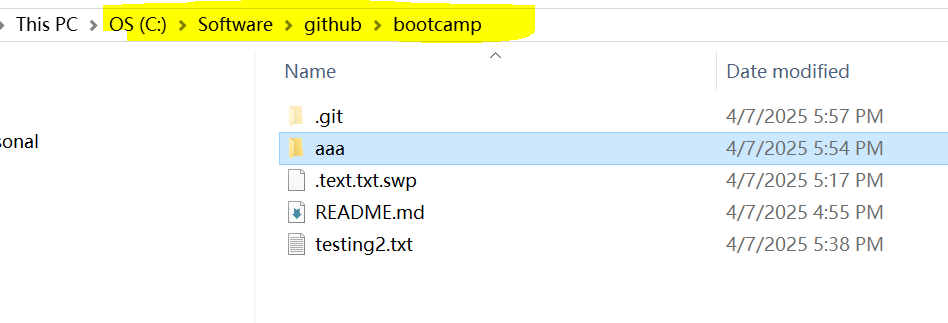 This PC > OS (C:) > Software > github > bootcamp
Name Date modified
.git 4/7/2025 5:57 PM
sonal
aaa 4/7/2025 5:54 PM
.text.txt.swp 4/7/2025 5:17 PM
README.md 4/7/2025 4:55 PM
testing2.txt 4/7/2025 5:38 PM